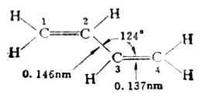 H H
1 2
C C H
H 124°
0.146nm H C C H
3 4
0.137nm H